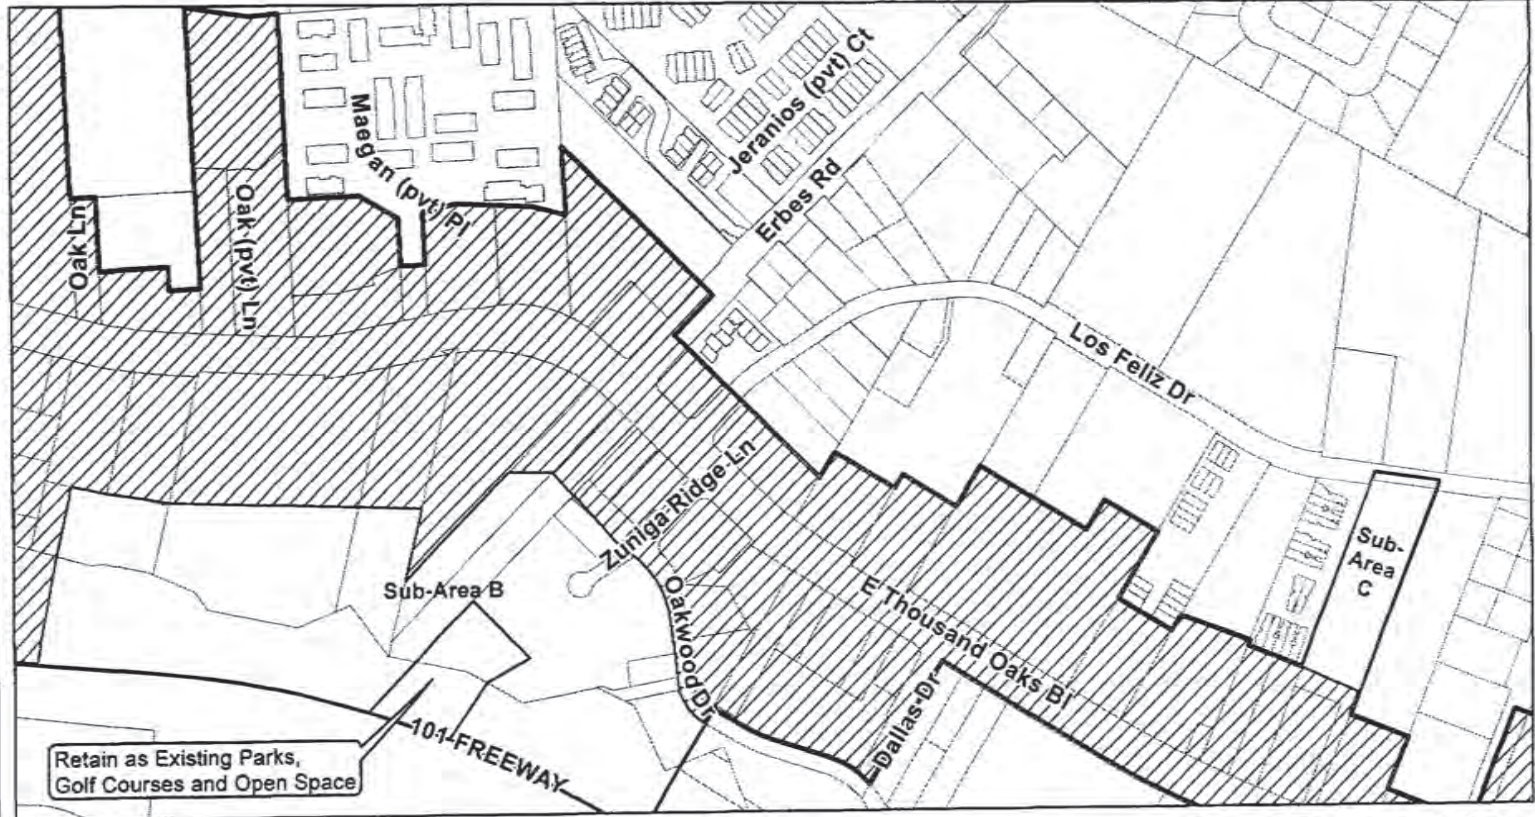 Maegan (pvt) Pl
Jeranios (pvt) Ct
Erbes Rd
Oak Ln
Oak (pvt) Ln
Los Feliz Dr
Zuniga Ridge Ln
Sub-
Area
C
Sub-Area B
Oakwood Dr
E Thousand Oaks Bl
Dallas Dr
101 FREEWAY
Retain as Existing Parks,
Golf Courses and Open Space